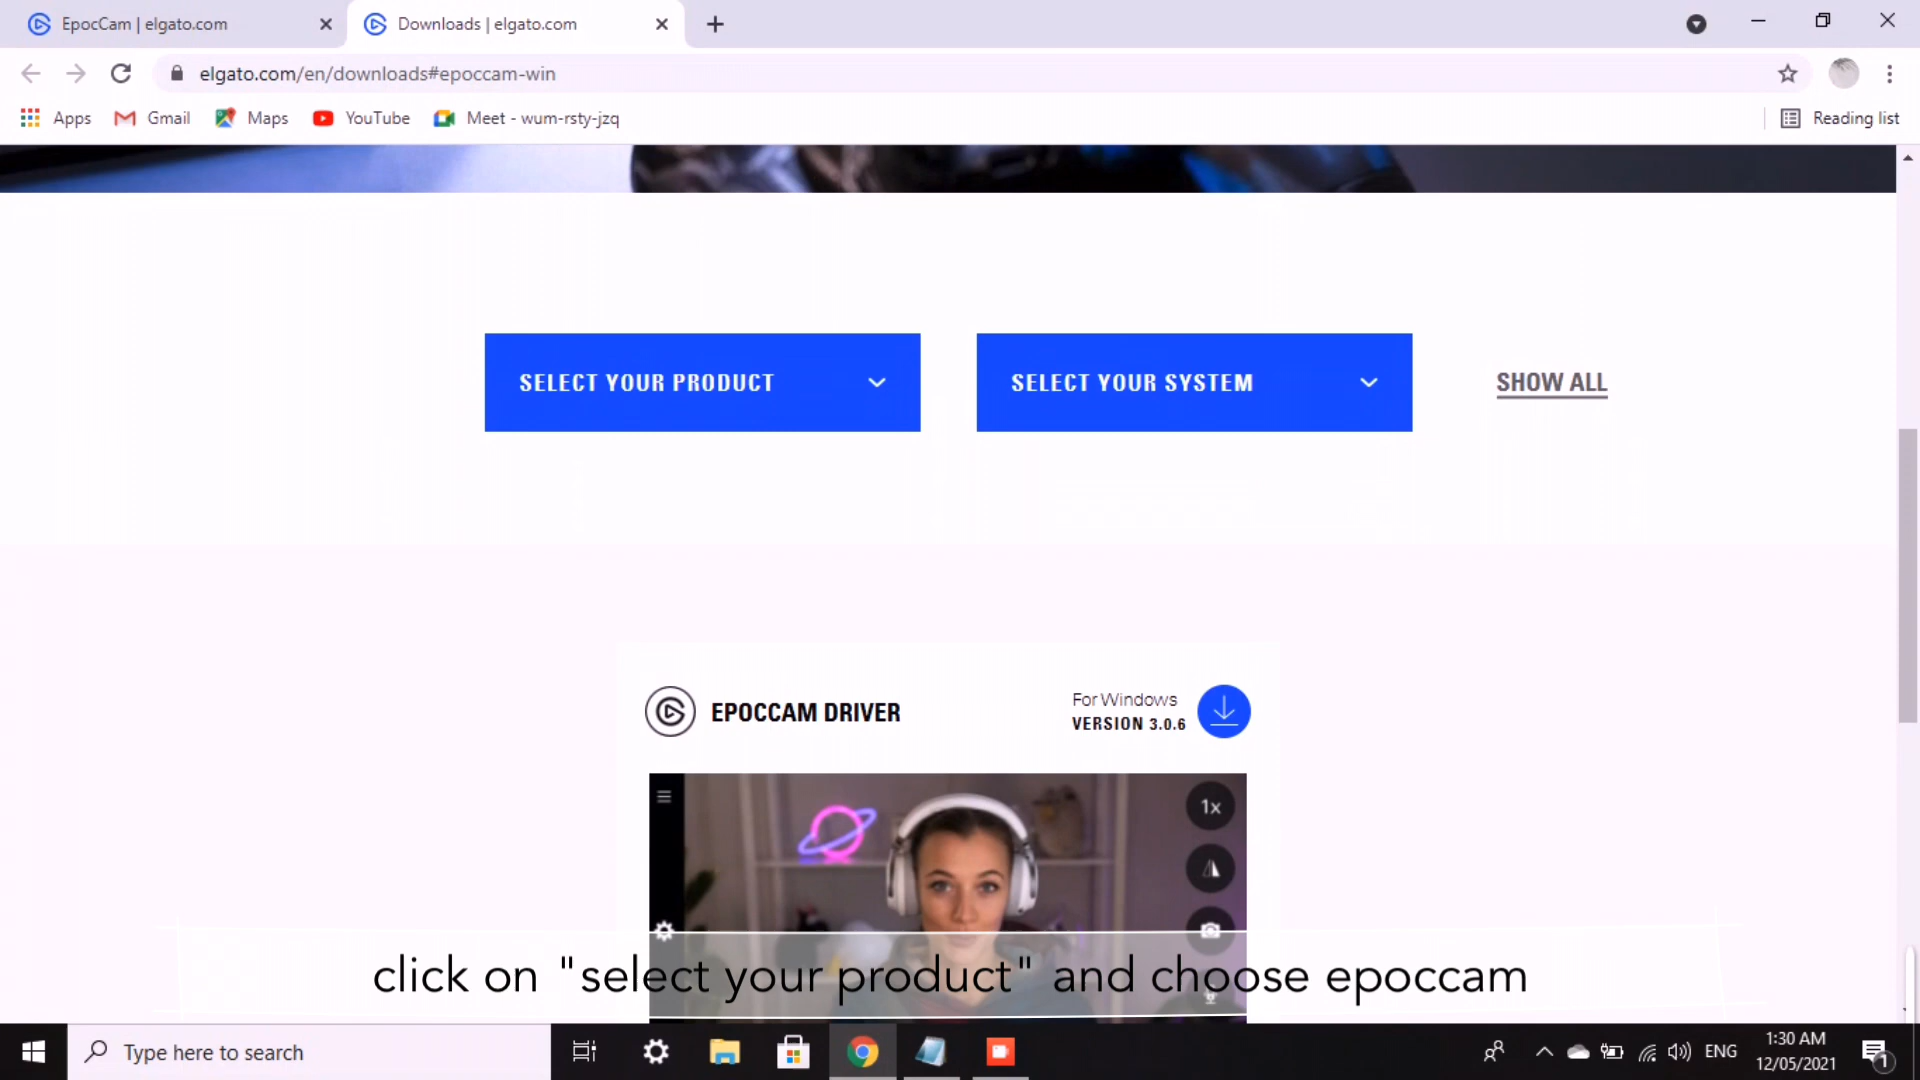 EpocCam | elgato.com
Downloads | elgato.com
elgato.com/en/downloads#epoccam-win
Apps
Gmail
Maps
YouTube
Meet - wum-rsty-jzq
Reading list
SELECT YOUR PRODUCT
SELECT YOUR SYSTEM
SHOW ALL
EPOCCAM DRIVER
For Windows
VERSION 3.0.6
1x
click on "select your product" and choose epoccam
Type here to search
ENG
1:30 AM
12/05/2021
1